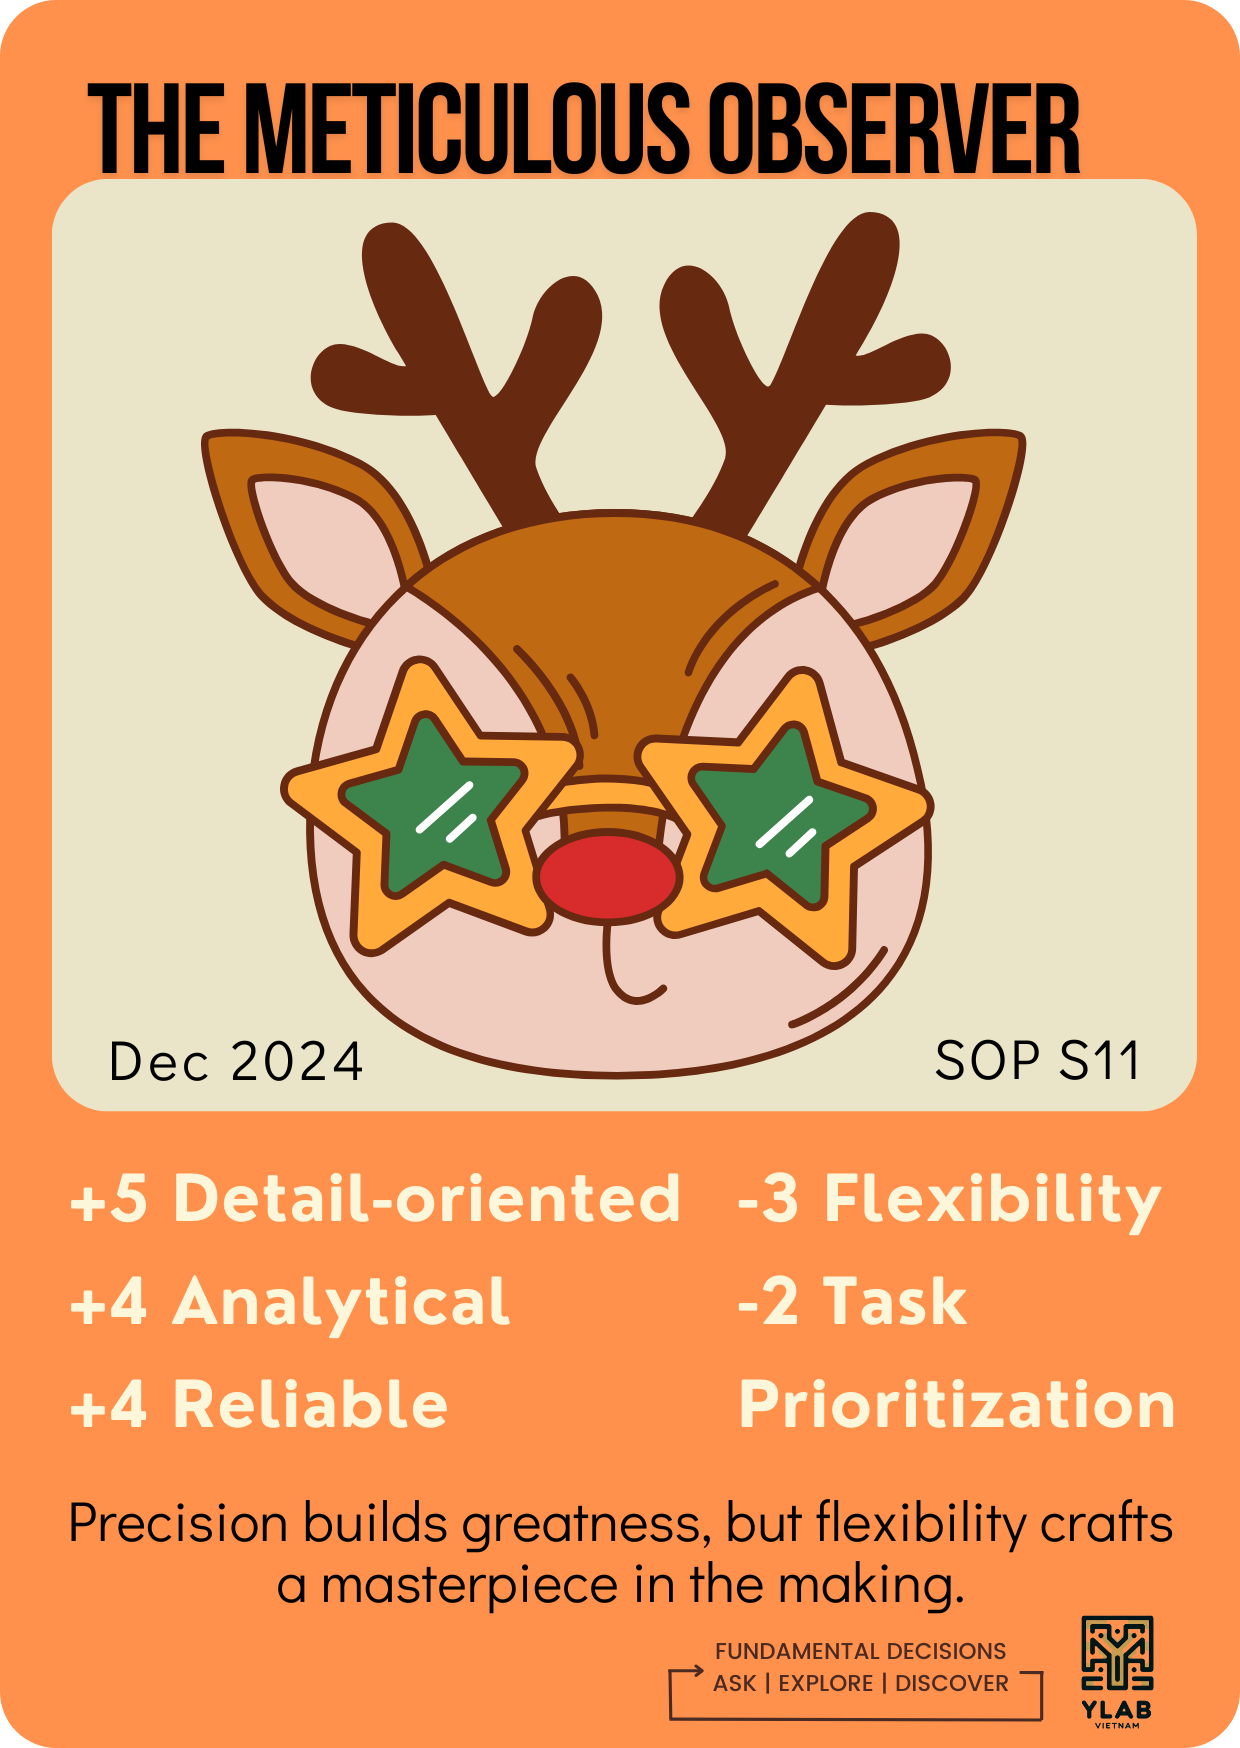 THE METICULOUS OBSERVER
Dec 2024
SOP S11
+5 Detail-oriented
+4 Analytical
+4 Reliable
-3 Flexibility
-2 Task
Prioritization
Precision builds greatness, but flexibility crafts
a masterpiece in the making.
FUNDAMENTAL DECISIONS
ASK | EXPLORE | DISCOVER
YLAB
VIETNAM